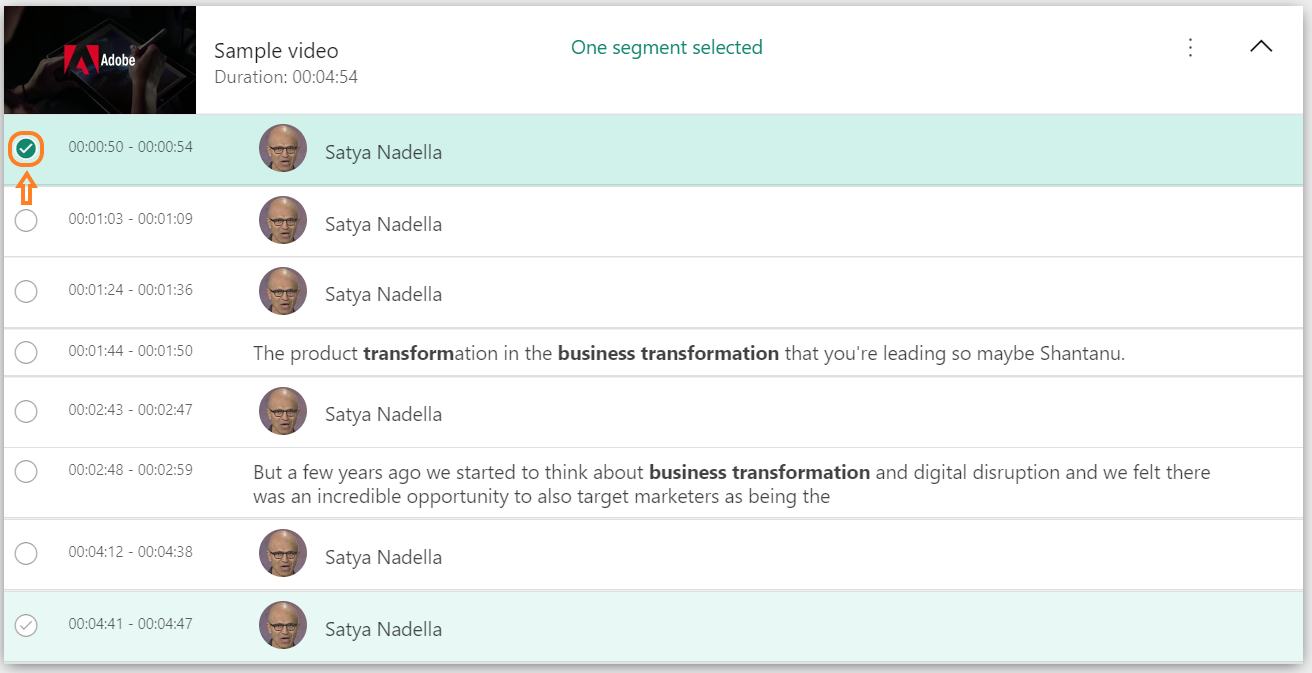 Adobe
Sample video
Duration: 00:04:54
One segment selected
00:00:50 - 00:00:54 Satya Nadella
00:01:03 - 00:01:09 Satya Nadella
00:01:24 - 00:01:36 Satya Nadella
00:01:44 - 00:01:50 The product transformation in the business transformation that you're leading so maybe Shantanu.
00:02:43 - 00:02:47 Satya Nadella
00:02:48 - 00:02:59 But a few years ago we started to think about business transformation and digital disruption and we felt there
was an incredible opportunity to also target marketers as being the
00:04:12 - 00:04:38 Satya Nadella
00:04:41 - 00:04:47 Satya Nadella